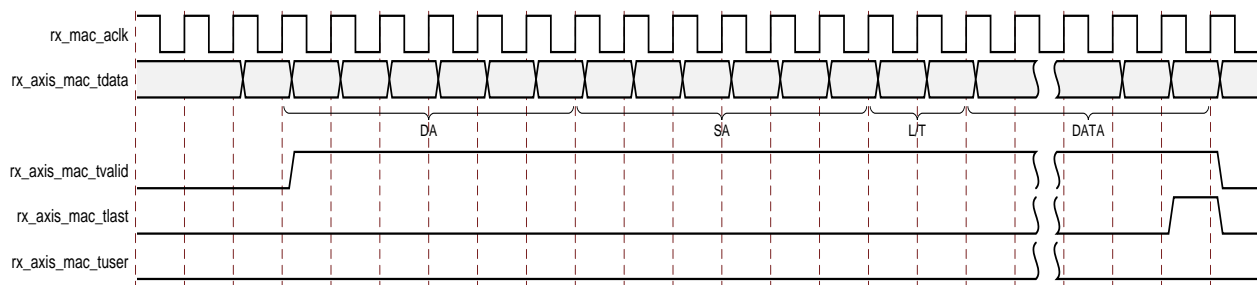 rx_mac_aclk
rx_axis_mac_tdata
DA SA L/T DATA
rx_axis_mac_tvalid
rx_axis_mac_tlast
rx_axis_mac_tuser